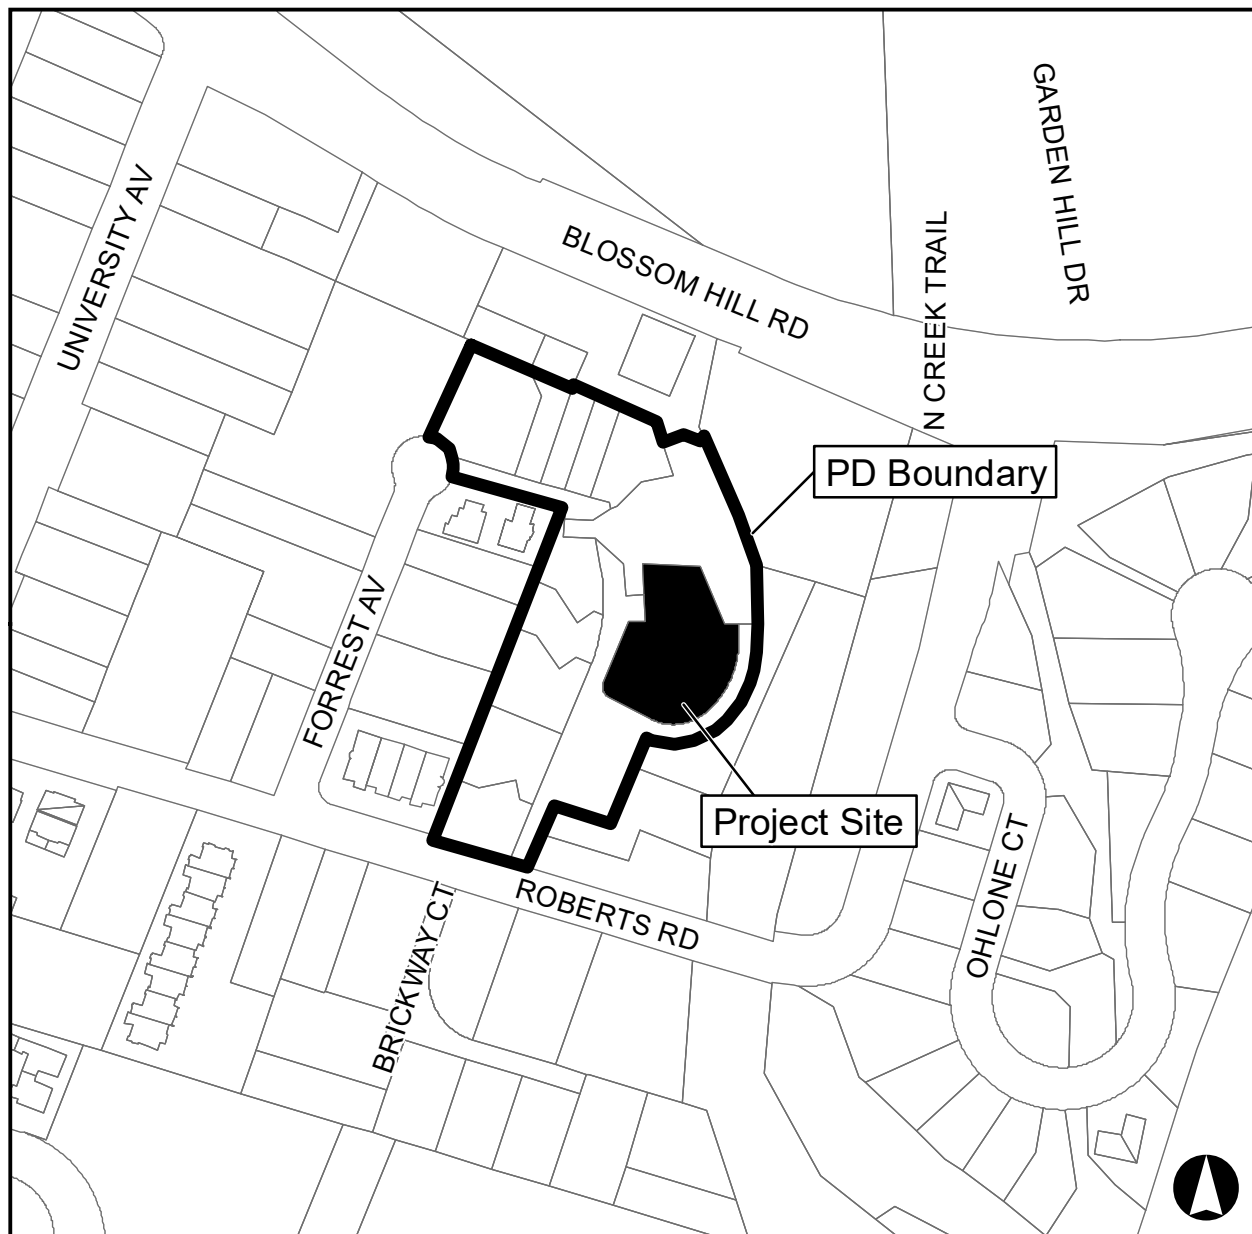 GARDEN HILL DR
UNIVERSITY AV
BLOSSOM HILL RD
N CREEK TRAIL
PD Boundary
FORREST AV
Project Site
OHLONE CT
ROBERTS RD
BRICKWAY CT